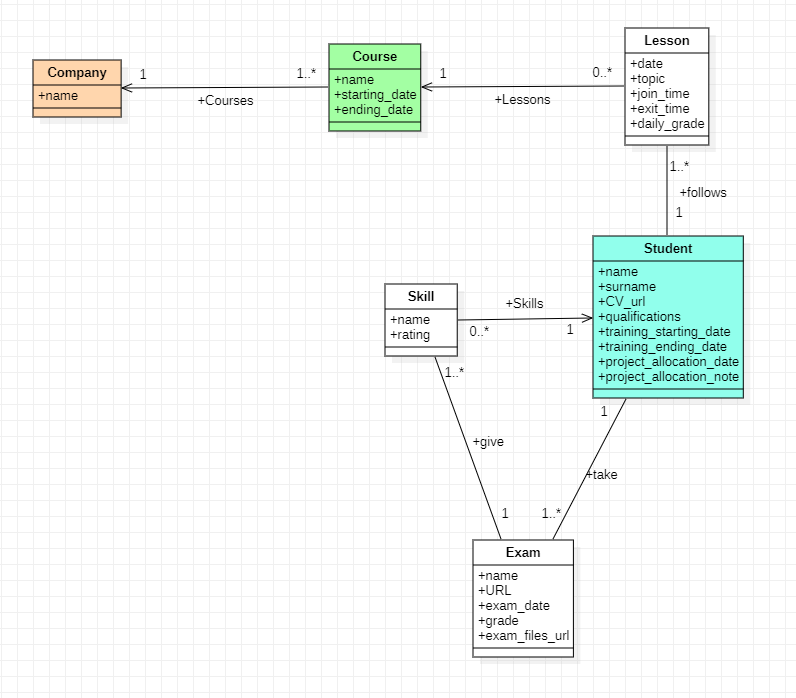 Company
+name
1
1..*
+Courses
Course
+name
+starting_date
+ending_date
1
0..*
+Lessons
Lesson
+date
+topic
+join_time
+exit_time
+daily_grade
1..*
+follows
1
Student
+name
+surname
+CV_url
+qualifications
+training_starting_date
+training_ending_date
+project_allocation_date
+project_allocation_note
Skill
+name
+rating
+Skills
0..*
1
1..*
+give
1
1
+take
1..*
Exam
+name
+URL
+exam_date
+grade
+exam_files_url